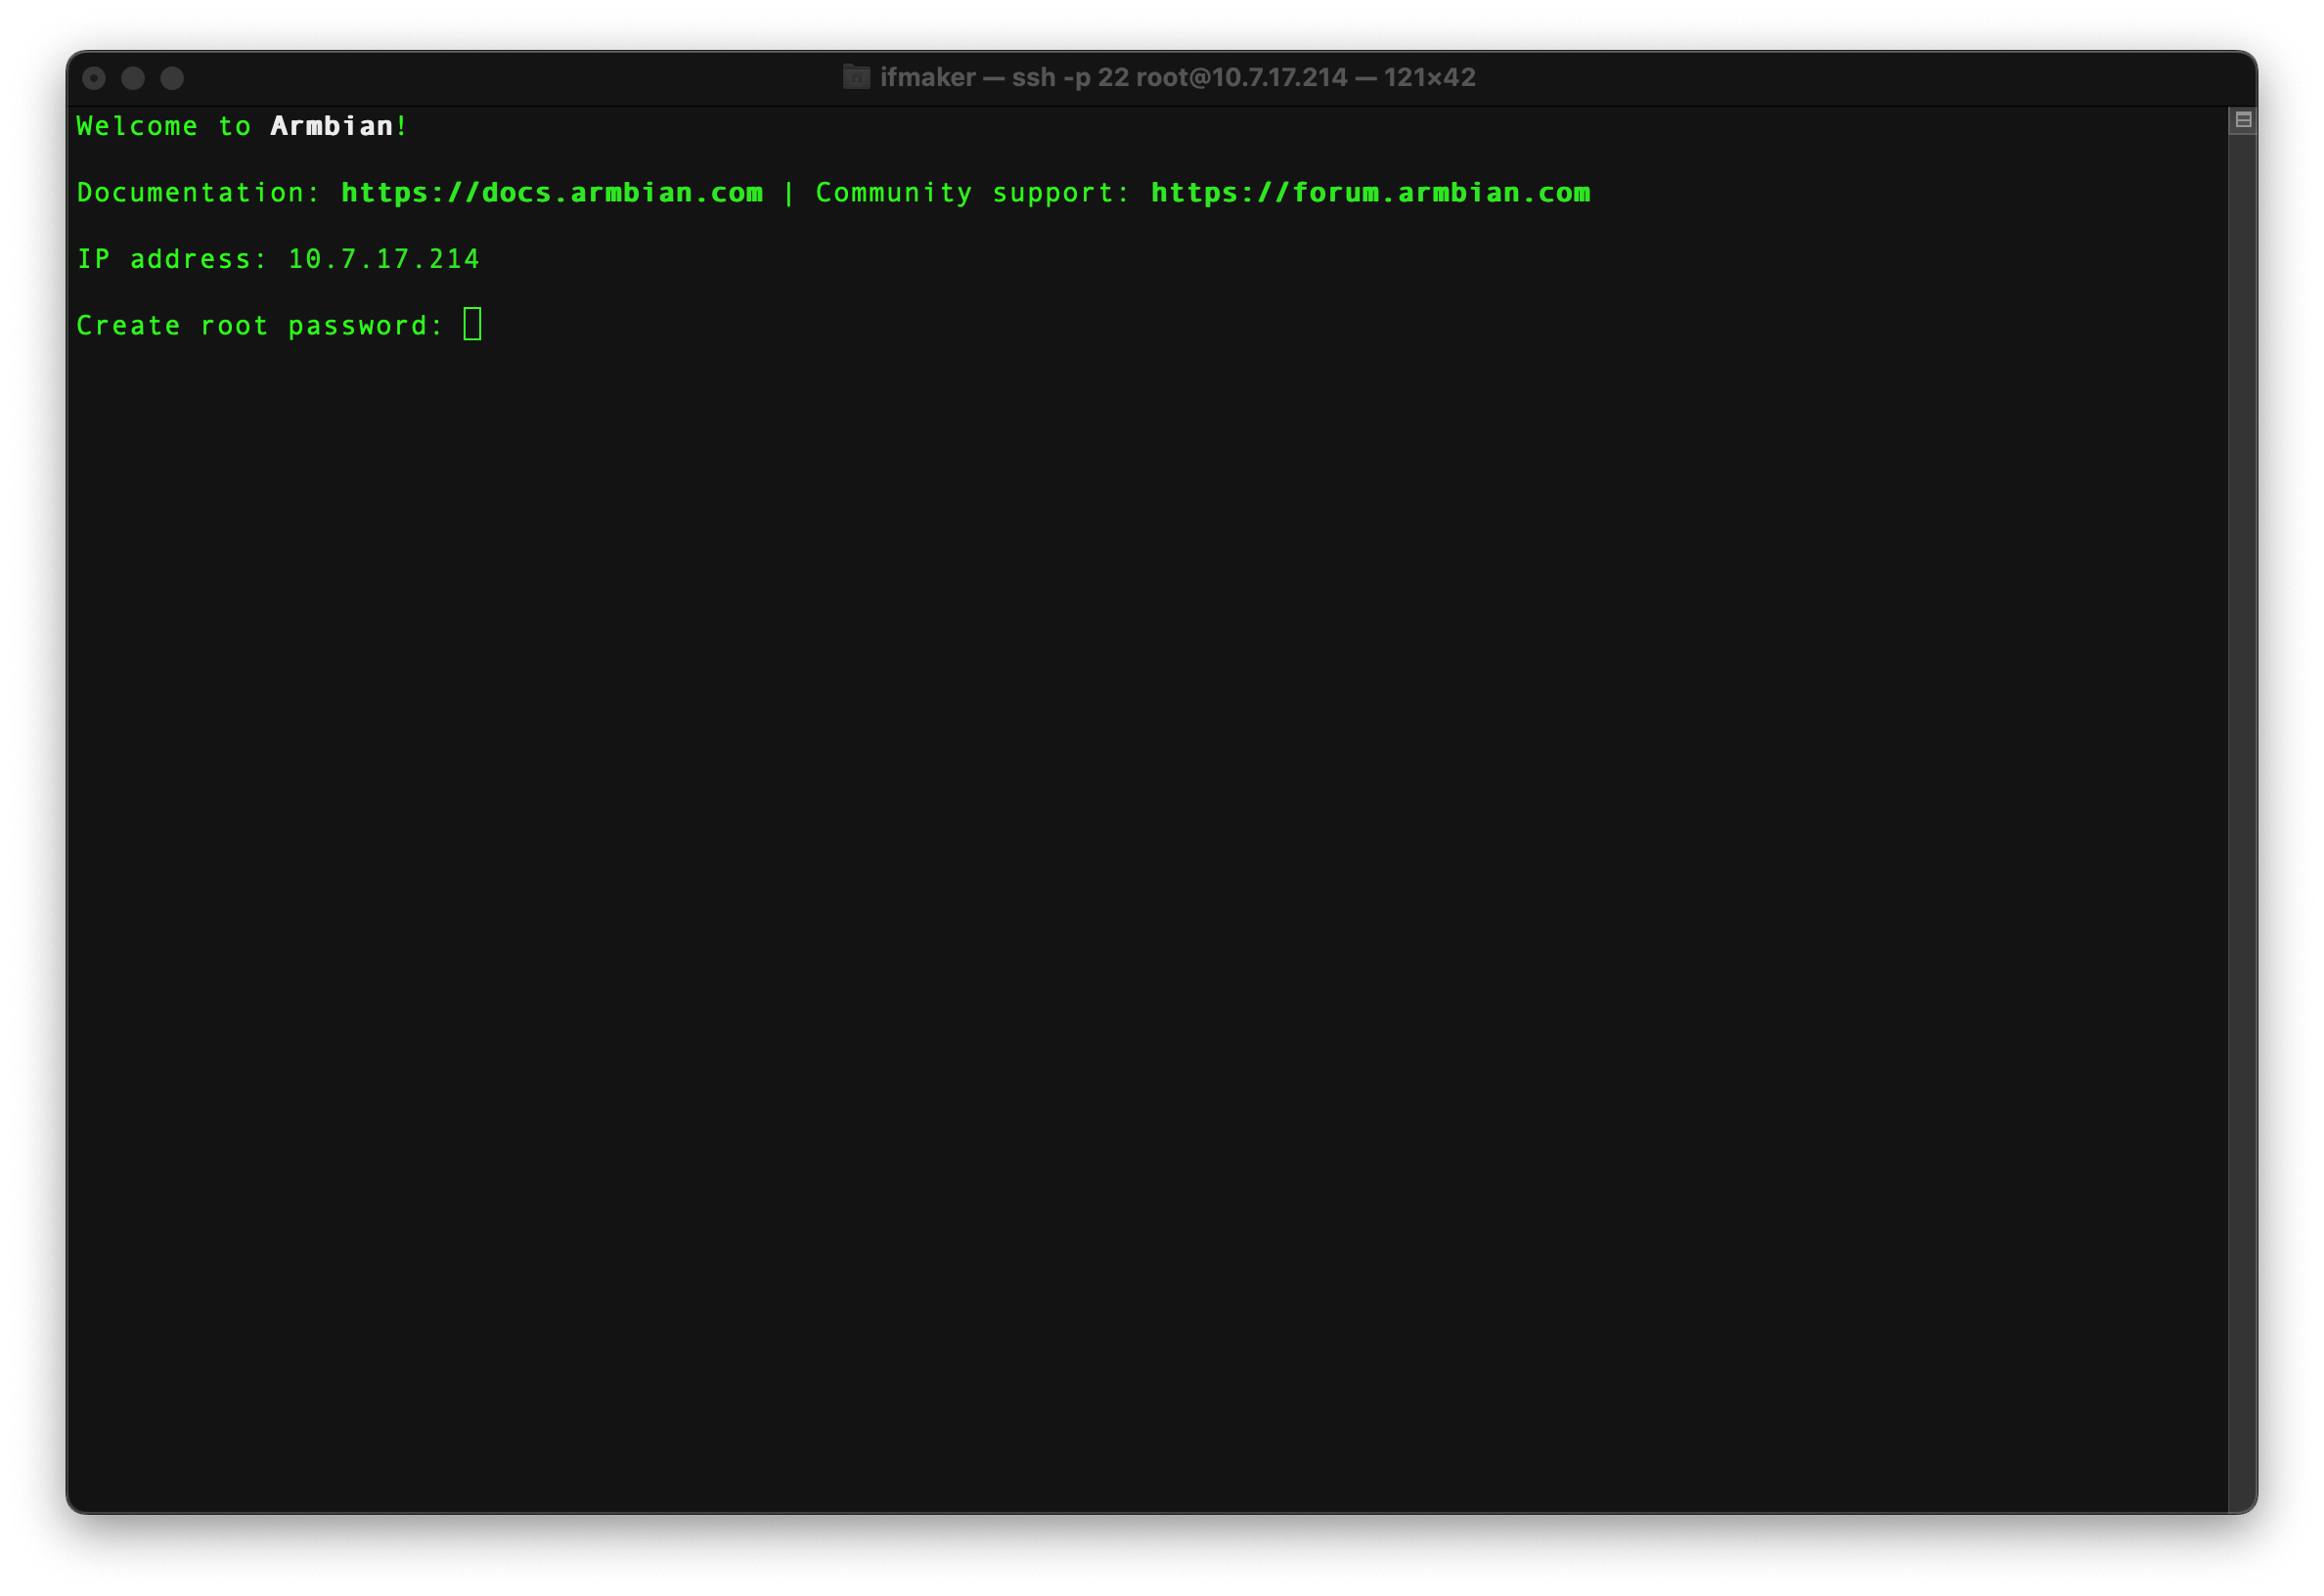 ifmaker — ssh -p 22 root@10.7.17.214 — 121×42
Welcome to Armbian!
Documentation: https://docs.armbian.com | Community support: https://forum.armbian.com
IP address: 10.7.17.214
Create root password: